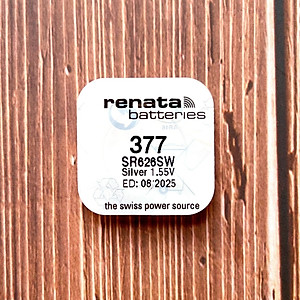 renata
batteries
377
SR626SW
Silver 1.55V
ED: 08/2025
the swiss power source